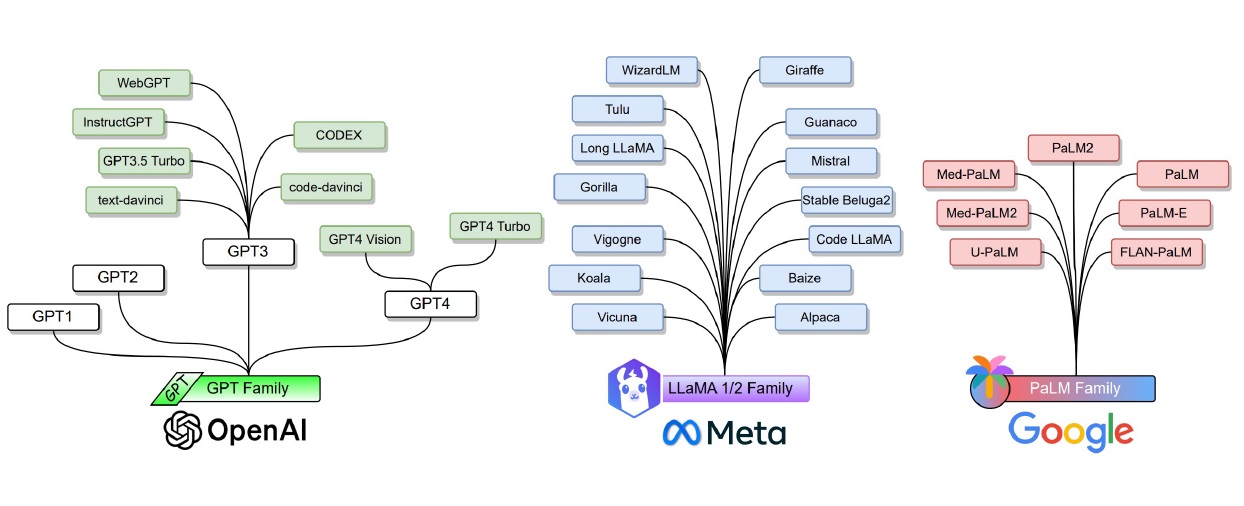 WebGPT
InstructGPT
GPT3.5 Turbo
text-davinci
CODEX
code-davinci
GPT3
GPT4 Vision
GPT4 Turbo
GPT2
GPT1
GPT4
GPT
GPT Family
OpenAI
WizardLM
Giraffe
Tulu
Guanaco
Long LLaMA
Mistral
Gorilla
Stable Beluga2
Vigogne
Code LLaMA
Koala
Baize
Vicuna
Alpaca
LLaMA 1/2 Family
Meta
PaLM2
Med-PaLM
PaLM
Med-PaLM2
PaLM-E
U-PaLM
FLAN-PaLM
PaLM Family
Google